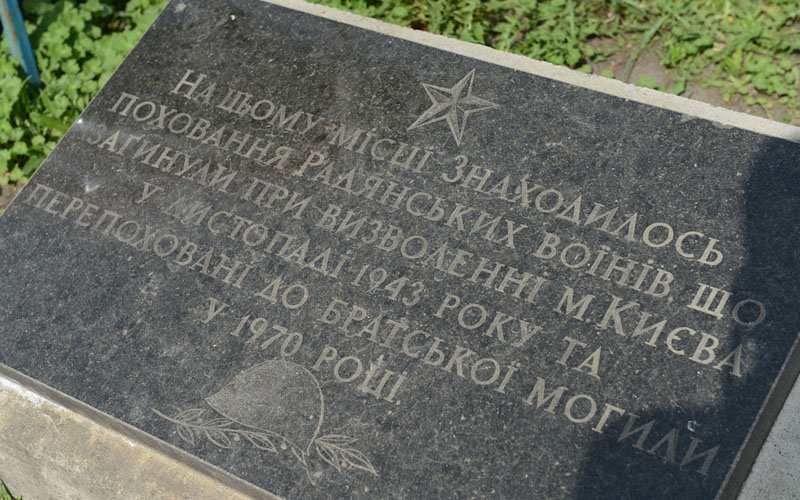 На цьому місці знаходилось
поховання Радянських воїнів, що
загинули при визволенні м. Києва
у листопаді 1943 року та
перепоховані до братської могили
у 1970 році.